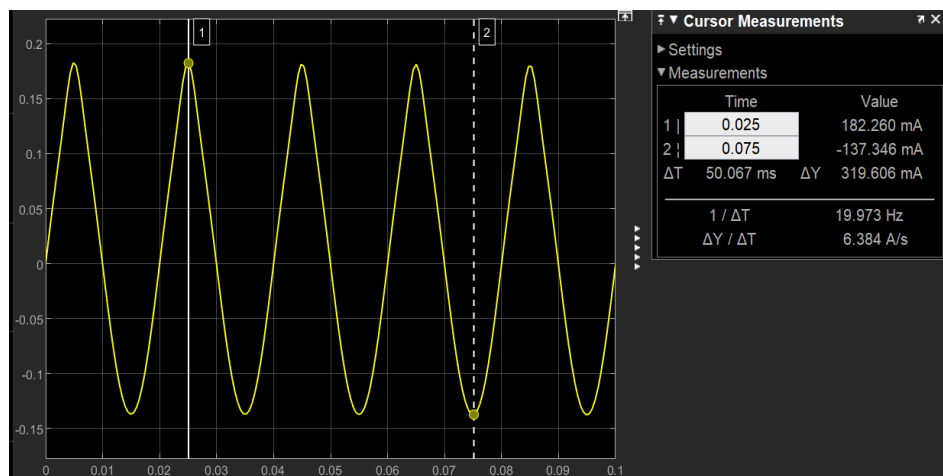 1
2
0.2
0.15
0.1
0.05
0
-0.05
-0.1
-0.15
0 0.01 0.02 0.03 0.04 0.05 0.06 0.07 0.08 0.09 0.1
Cursor Measurements
Settings
Measurements
Time Value
1 | 0.025 182.260 mA
2 ¦ 0.075 -137.346 mA
ΔT 50.067 ms ΔY 319.606 mA
1 / ΔT 19.973 Hz
ΔY / ΔT 6.384 A/s